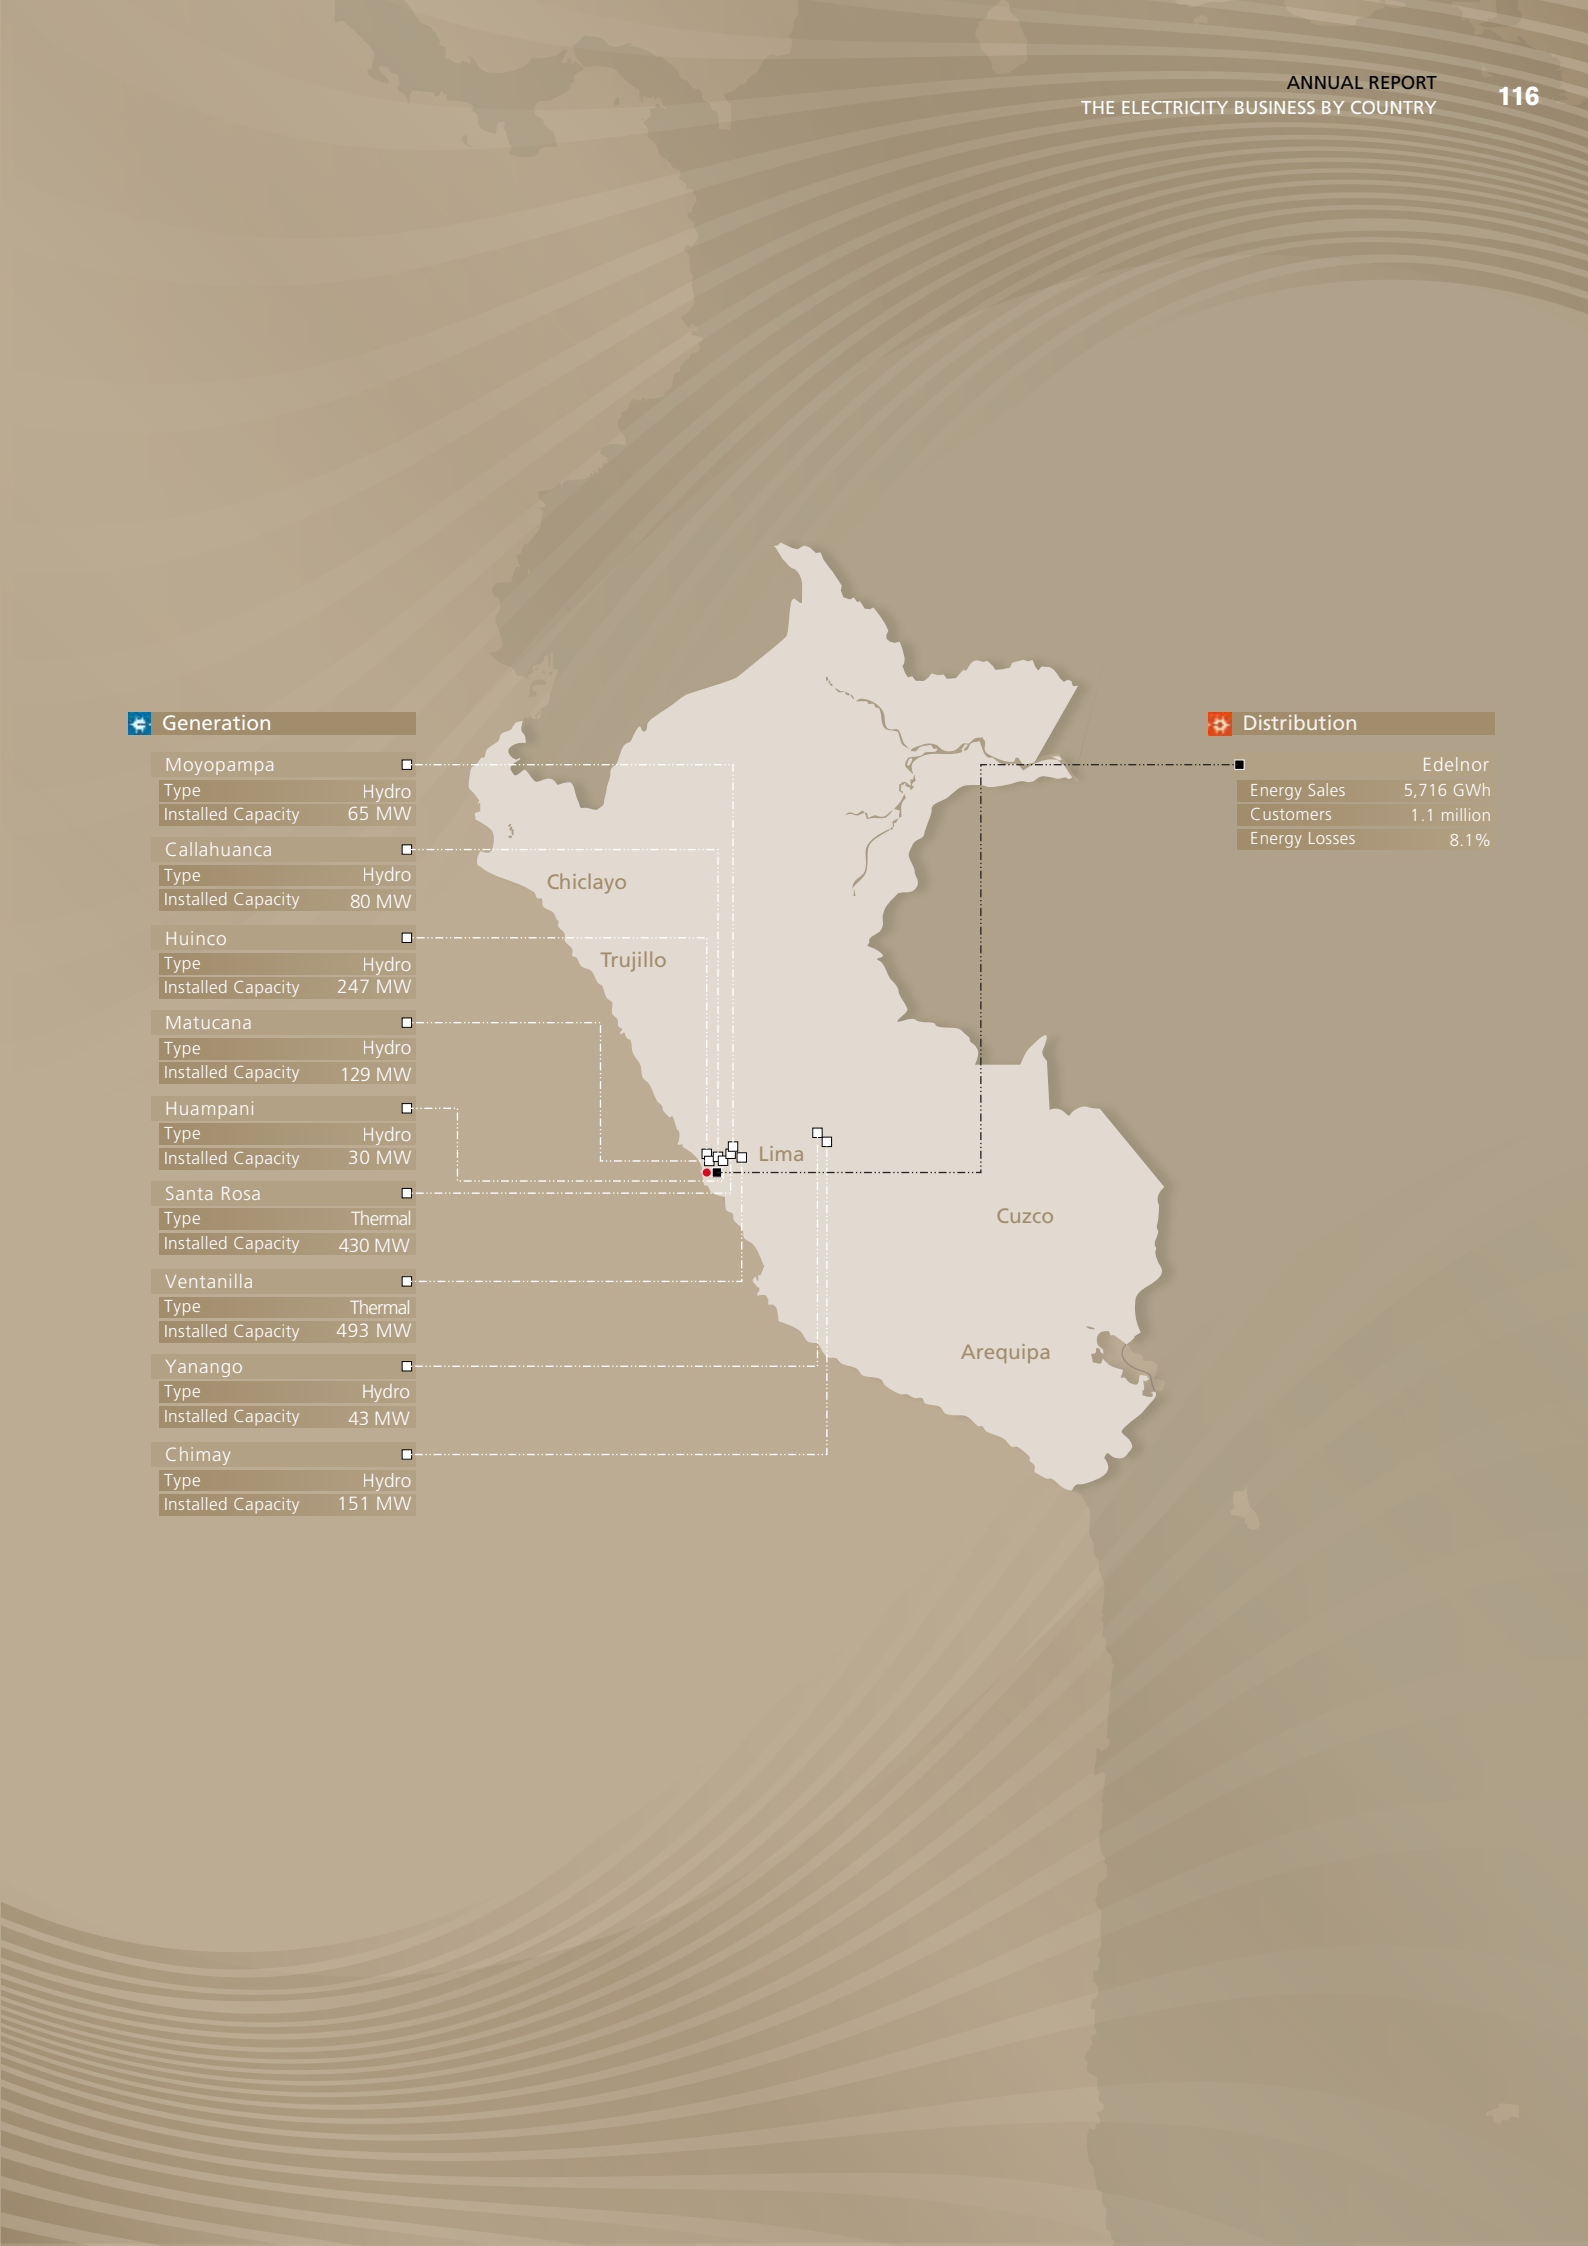 ANNUAL REPORT
THE ELECTRICITY BUSINESS BY COUNTRY
116
Generation
Moyopampa
Type Hydro
Installed Capacity 65 MW
Callahuanca
Type Hydro
Installed Capacity 80 MW
Huinco
Type Hydro
Installed Capacity 247 MW
Matucana
Type Hydro
Installed Capacity 129 MW
Huampani
Type Hydro
Installed Capacity 30 MW
Santa Rosa
Type Thermal
Installed Capacity 430 MW
Ventanilla
Type Thermal
Installed Capacity 493 MW
Yanango
Type Hydro
Installed Capacity 43 MW
Chimay
Type Hydro
Installed Capacity 151 MW
Chiclayo
Trujillo
Lima
Cuzco
Arequipa
Distribution
Edelnor
Energy Sales 5,716 GWh
Customers 1.1 million
Energy Losses 8.1%